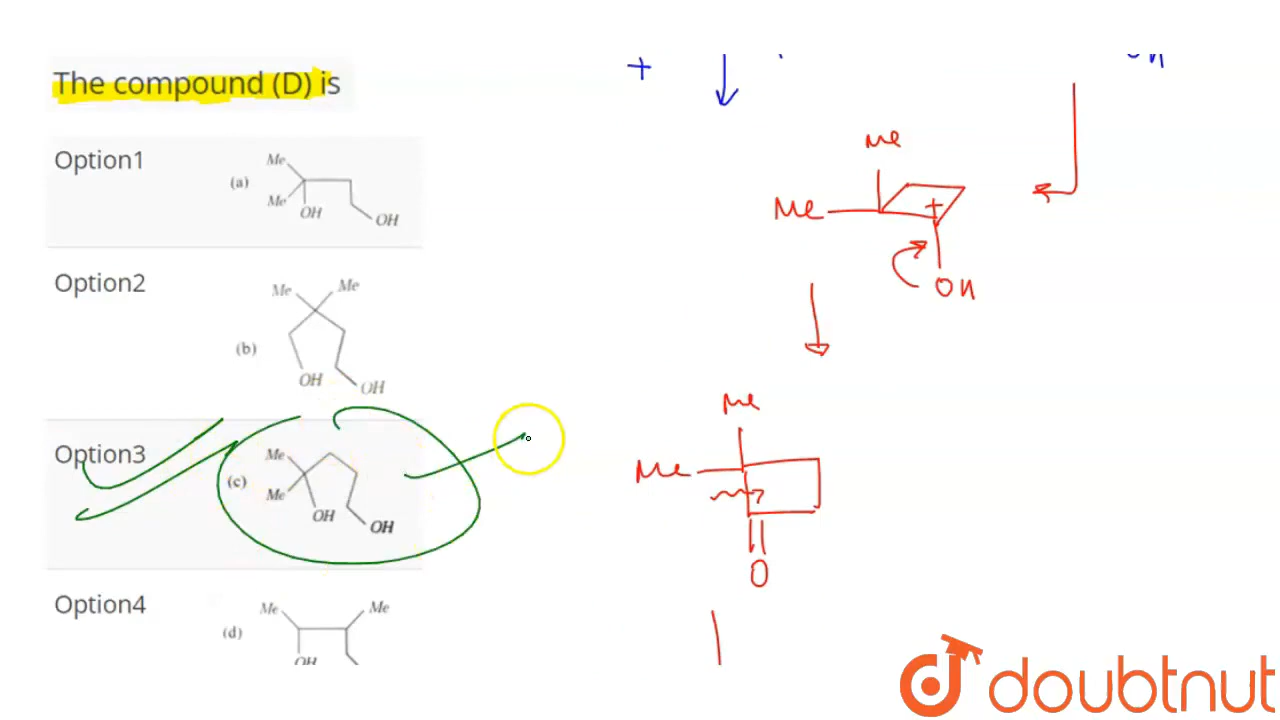 The compound (D) is
Option1
(a)
Me
Me
OH
OH
Option2
(b)
Me
Me
OH
OH
Option3
(c)
Me
Me
OH
OH
Option4
(d)
Me
Me
OH
+
Me
Me
+
OH
Me
Me
O
doubtnut